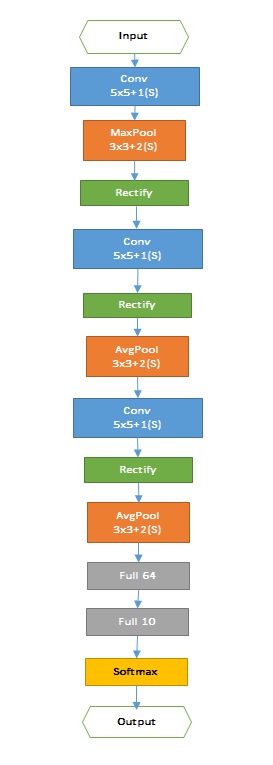 Input
Conv
5x5+1(S)
MaxPool
3x3+2(S)
Rectify
Conv
5x5+1(S)
Rectify
AvgPool
3x3+2(S)
Conv
5x5+1(S)
Rectify
AvgPool
3x3+2(S)
Full 64
Full 10
Softmax
Output